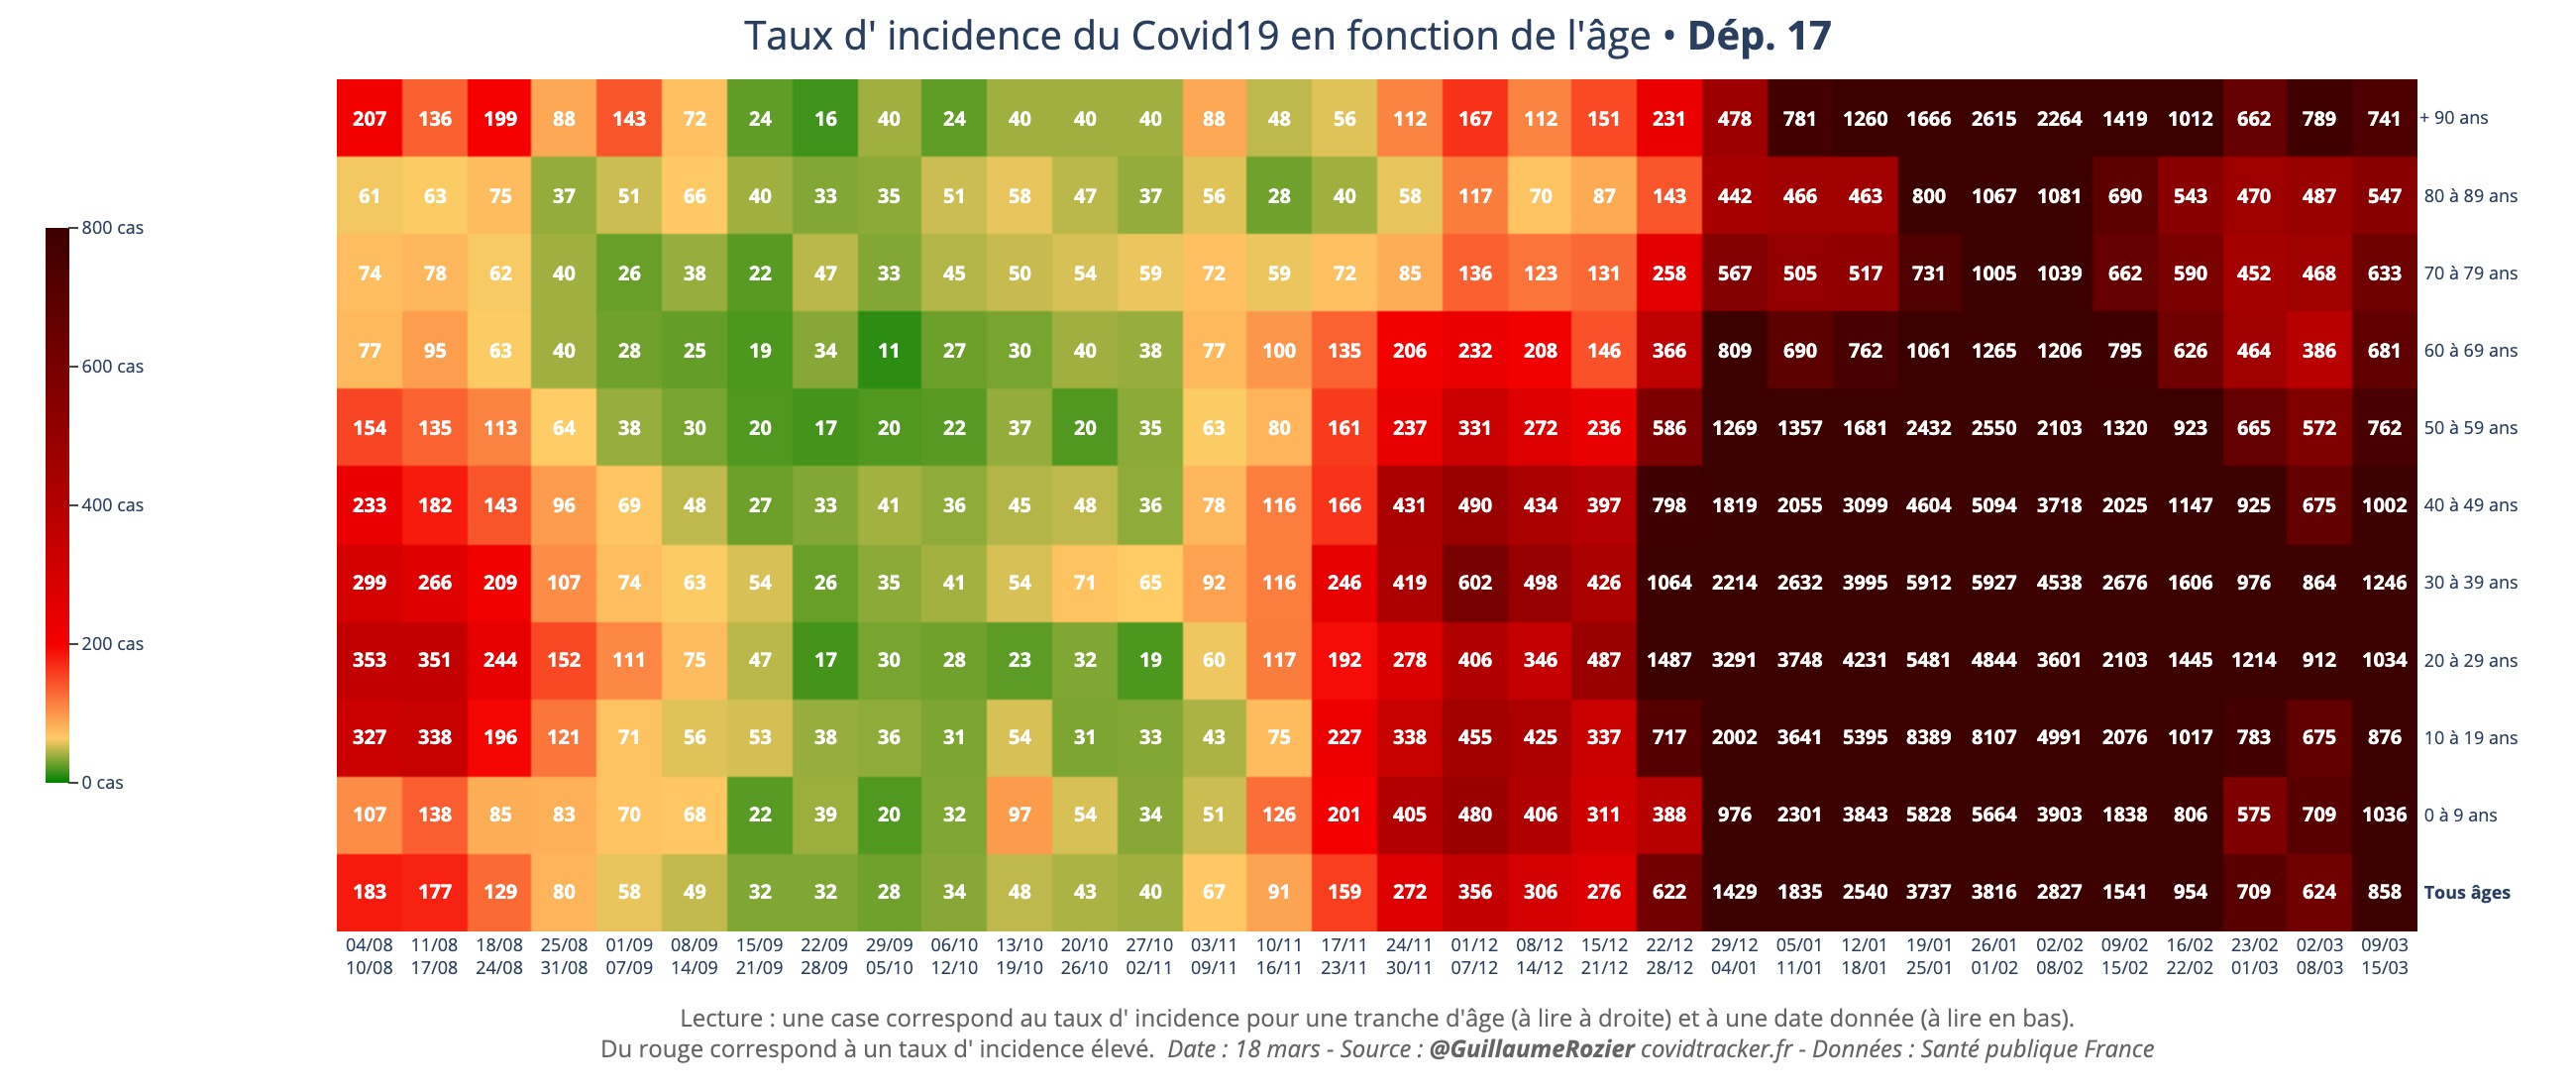 Taux d' incidence du Covid19 en fonction de l'âge • Dép. 17
207 136 199 88 143 72 24 16 40 24 40 40 40 88 48 56 112 167 112 151 231 478 781 1260 1666 2615 2264 1419 1012 662 789 741 + 90 ans
61 63 75 37 51 66 40 33 35 51 58 47 37 56 28 40 58 117 70 87 143 442 466 463 800 1067 1081 690 543 470 487 547 80 à 89 ans
800 cas
74 78 62 40 26 38 22 47 33 45 50 54 59 72 59 72 85 136 123 131 258 567 505 517 731 1005 1039 662 590 452 468 633 70 à 79 ans
77 95 63 40 28 25 19 34 11 27 30 40 38 77 100 135 206 232 208 146 366 809 690 762 1061 1265 1206 795 626 464 386 681 60 à 69 ans
600 cas
154 135 113 64 38 30 20 17 20 22 37 20 35 63 80 161 237 331 272 236 586 1269 1357 1681 2432 2550 2103 1320 923 665 572 762 50 à 59 ans
233 182 143 96 69 48 27 33 41 36 45 48 36 78 116 166 431 490 434 397 798 1819 2055 3099 4604 5094 3718 2025 1147 925 675 1002 40 à 49 ans
400 cas
299 266 209 107 74 63 54 26 35 41 54 71 65 92 116 246 419 602 498 426 1064 2214 2632 3995 5912 5927 4538 2676 1606 976 864 1246 30 à 39 ans
200 cas
353 351 244 152 111 75 47 17 30 28 23 32 19 60 117 192 278 406 346 487 1487 3291 3748 4231 5481 4844 3601 2103 1445 1214 912 1034 20 à 29 ans
327 338 196 121 71 56 53 38 36 31 54 31 33 43 75 227 338 455 425 337 717 2002 3641 5395 8389 8107 4991 2076 1017 783 675 876 10 à 19 ans
0 cas
107 138 85 83 70 68 22 39 20 32 97 54 34 51 126 201 405 480 406 311 388 976 2301 3843 5828 5664 3903 1838 806 575 709 1036 0 à 9 ans
183 177 129 80 58 49 32 32 28 34 48 43 40 67 91 159 272 356 306 276 622 1429 1835 2540 3737 3816 2827 1541 954 709 624 858 Tous âges
04/08 11/08 18/08 25/08 01/09 08/09 15/09 22/09 29/09 06/10 13/10 20/10 27/10 03/11 10/11 17/11 24/11 01/12 08/12 15/12 22/12 29/12 05/01 12/01 19/01 26/01 02/02 09/02 16/02 23/02 02/03 09/03
10/08 17/08 24/08 31/08 07/09 14/09 21/09 28/09 05/10 12/10 19/10 26/10 02/11 09/11 16/11 23/11 30/11 07/12 14/12 21/12 28/12 04/01 11/01 18/01 25/01 01/02 08/02 15/02 22/02 01/03 08/03 15/03
Lecture : une case correspond au taux d' incidence pour une tranche d'âge (à lire à droite) et à une date donnée (à lire en bas).
Du rouge correspond à un taux d' incidence élevé. Date : 18 mars - Source : @GuillaumeRozier covidtracker.fr - Données : Santé publique France